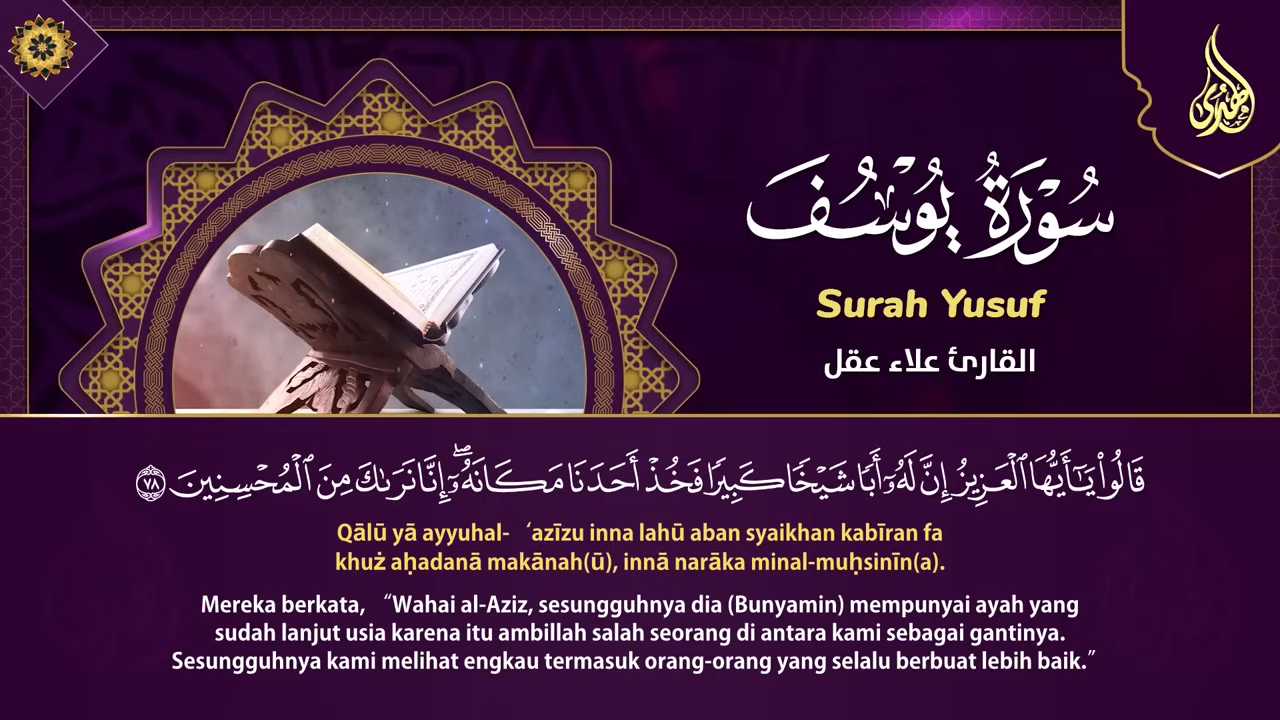 الهدى
سُوْرَةُ يُوْسُفَ
Surah Yusuf
القارئ علاء عقل
قَالُوا۟ يَـٰٓأَيُّهَا ٱلْعَزِيزُ إِنَّ لَهُۥٓ أَبًا شَيْخًا كَبِيرًا فَخُذْ أَحَدَنَا مَكَانَهُۥٓ ۖ إِنَّا نَرَىٰكَ مِنَ ٱلْمُحْسِنِينَ ٧٨
Qālū yā ayyuhal- ‘azīzu inna lahū aban syaikhan kabīran fa
khuż aḥadanā makānah(ū), innā narāka minal-muḥsinīn(a).
Mereka berkata, “Wahai al-Aziz, sesungguhnya dia (Bunyamin) mempunyai ayah yang
sudah lanjut usia karena itu ambillah salah seorang di antara kami sebagai gantinya.
Sesungguhnya kami melihat engkau termasuk orang-orang yang selalu berbuat lebih baik.”